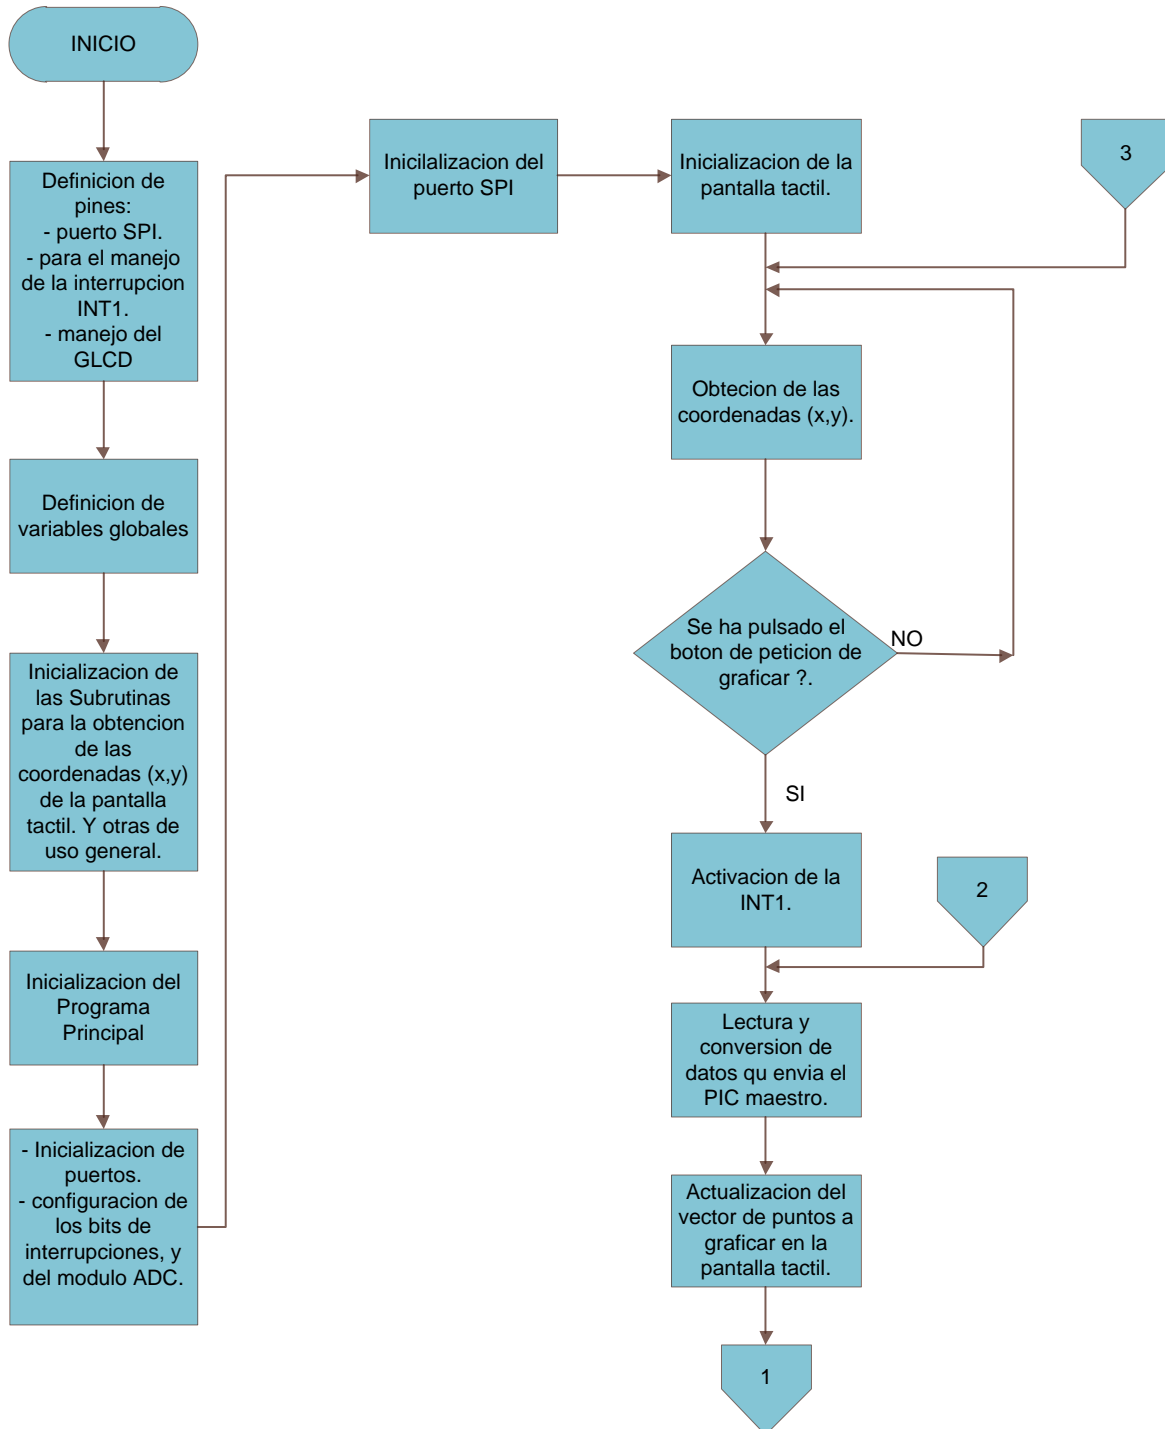 INICIO
Definicion de
pines:
- puerto SPI.
- para el manejo
de la interrupcion
INT1.
- manejo del
GLCD
Definicion de
variables globales
Inicializacion de
las Subrutinas
para la obtencion
de las
coordenadas (x,y)
de la pantalla
tactil. Y otras de
uso general.
Inicializacion del
Programa
Principal
- Inicializacion de
puertos.
- configuracion de
los bits de
interrupciones, y
del modulo ADC.
Inicilalizacion del
puerto SPI
Inicializacion de la
pantalla tactil.
3
Obtecion de las
coordenadas (x,y).
Se ha pulsado el
boton de peticion de
graficar ?.
NO
SI
Activacion de la
INT1.
2
Lectura y
conversion de
datos qu envia el
PIC maestro.
Actualizacion del
vector de puntos a
graficar en la
pantalla tactil.
1